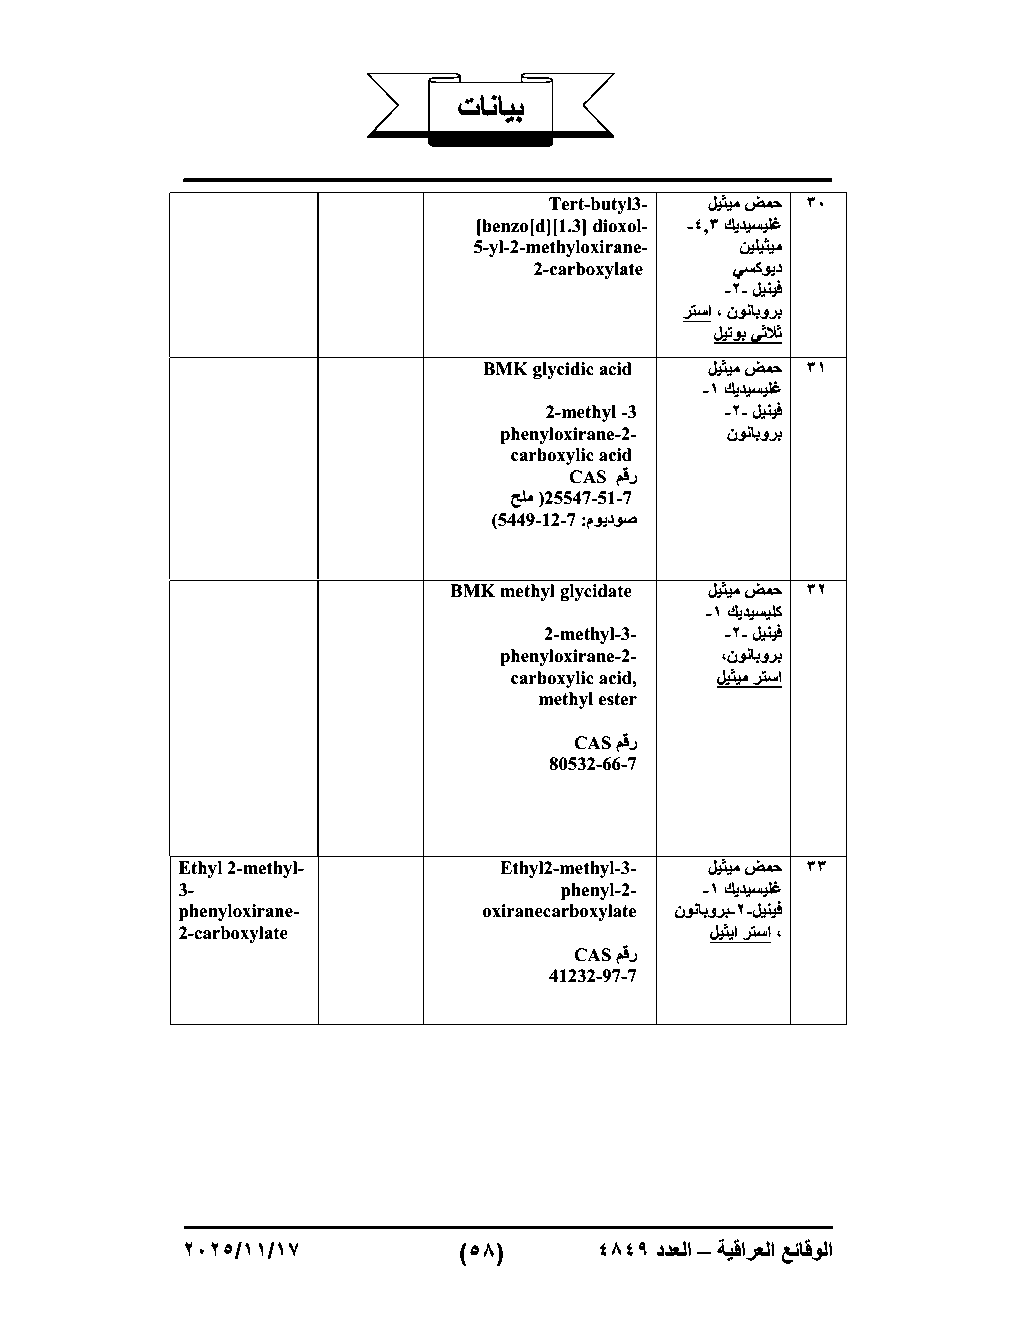 بيانات
٣٠
حمض ميثيل
غليسيديك ٤,٣-
ميثيلين
ديوكسي
فينيل -٢-
بروبانون ، استر
ثلاثي بوتيل
Tert-butyl3-
[benzo[d][1.3] dioxol-
5-yl-2-methyloxirane-
2-carboxylate
٣١
حمض ميثيل
غليسيديك ١-
فينيل -٢-
بروبانون
BMK glycidic acid
2-methyl -3
phenyloxirane-2-
carboxylic acid
رقم CAS
25547-51-7( ملح
صوديوم: 5449-12-7)
٣٢
حمض ميثيل
كليسيديك ١-
فينيل -٢-
بروبانون،
استر ميثيل
BMK methyl glycidate
2-methyl-3-
phenyloxirane-2-
carboxylic acid,
methyl ester
رقم CAS
80532-66-7
٣٣
حمض ميثيل
غليسيديك ١-
فينيل-٢-بروبانون
، استر ايثيل
Ethyl2-methyl-3-
phenyl-2-
oxiranecarboxylate
رقم CAS
41232-97-7
Ethyl 2-methyl-
3-
phenyloxirane-
2-carboxylate
الوقائع العراقية – العدد ٤٨٤٩
(٥٨)
٢٠٢٥/١١/١٧